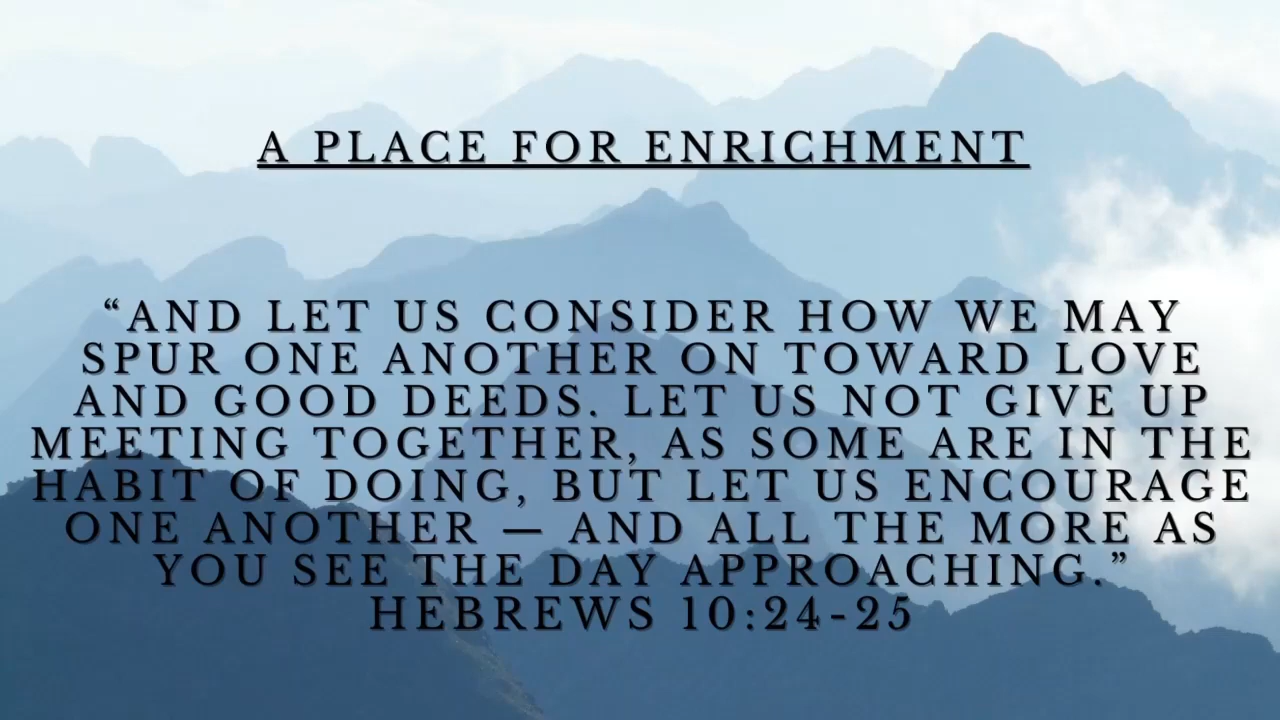 A PLACE FOR ENRICHMENT
“AND LET US CONSIDER HOW WE MAY
SPUR ONE ANOTHER ON TOWARD LOVE
AND GOOD DEEDS. LET US NOT GIVE UP
MEETING TOGETHER, AS SOME ARE IN THE
HABIT OF DOING, BUT LET US ENCOURAGE
ONE ANOTHER — AND ALL THE MORE AS
YOU SEE THE DAY APPROACHING.”
HEBREWS 10:24-25